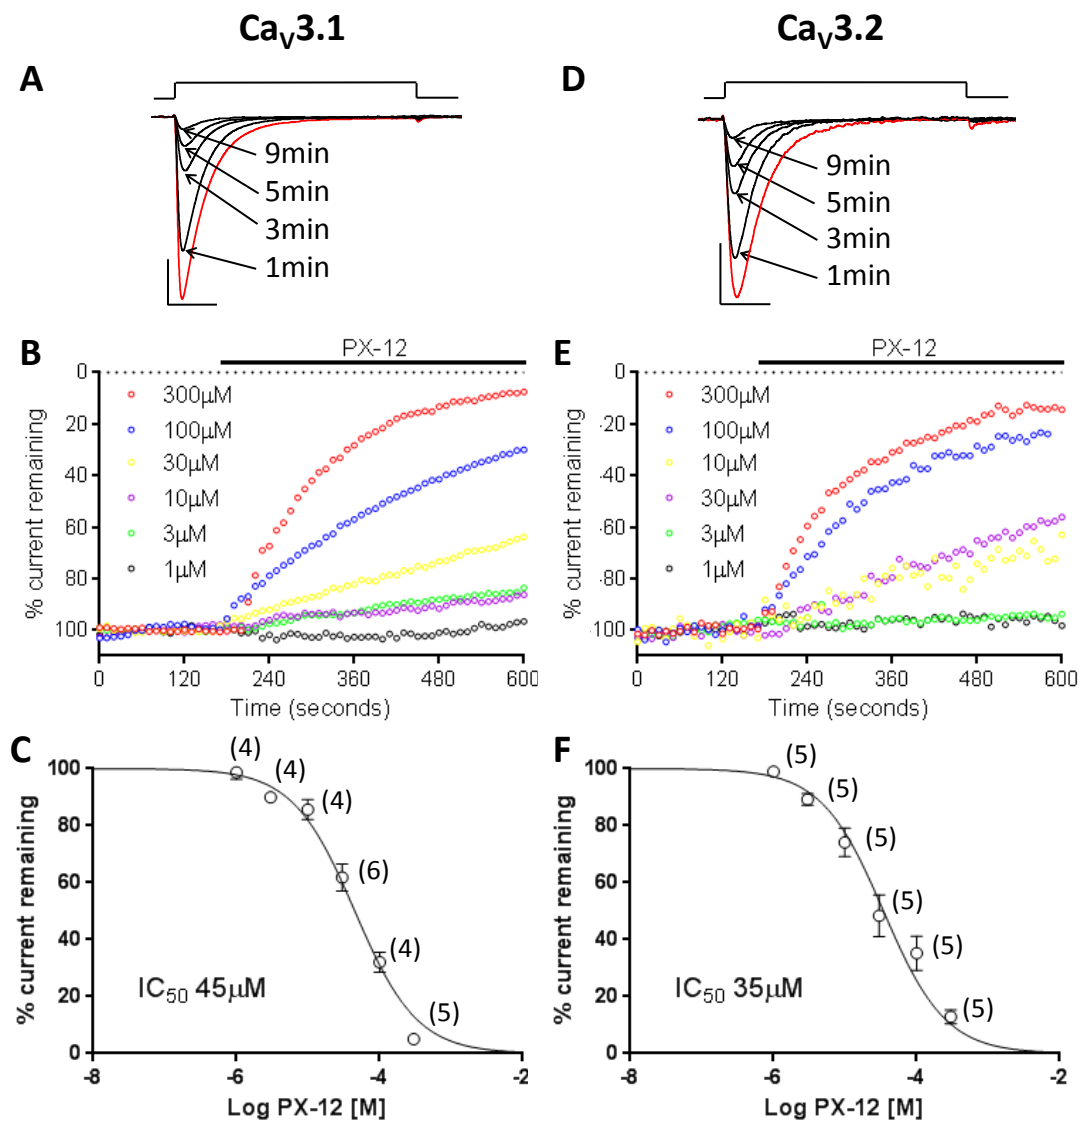 Cav3.1
Cav3.2
A
9min
5min
3min
1min
D
9min
5min
3min
1min
B
PX-12
0
20
40
60
80
100
% current remaining
300μM
100μM
30μM
10μM
3μM
1μM
0
120
240
360
480
600
Time (seconds)
E
PX-12
0
-20
-40
-60
-80
-100
% current remaining
300μM
100μM
10μM
30μM
3μM
1μM
0
120
240
360
480
600
Time (seconds)
C
100
80
60
40
20
0
% current remaining
(4)
(4)
(4)
(6)
(4)
(5)
IC50 45μM
-8
-6
-4
-2
Log PX-12 [M]
F
100
80
60
40
20
0
% current remaining
(5)
(5)
(5)
(5)
(5)
(5)
IC50 35μM
-8
-6
-4
-2
Log PX-12 [M]